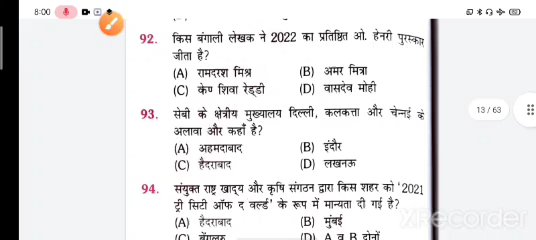 8:00
92. किस बंगाली लेखक ने 2022 का प्रतिष्ठित ओ. हेनरी पुरस्कार
जीता है?
(A) रामदरश मिश्र (B) अमर मित्रा
(C) केण शिवा रेड्डी (D) वासदेव मोही
13 / 63
93. सेबी के क्षेत्रीय मुख्यालय दिल्ली, कलकत्ता और चेन्नई के
अलावा और कहाँ है?
(A) अहमदाबाद (B) इंदौर
(C) हैदराबाद (D) लखनऊ
94. संयुक्त राष्ट्र खाद्य और कृषि संगठन द्वारा किस शहर को '2021
ट्री सिटी ऑफ द वर्ल्ड' के रूप में मान्यता दी गई है?
(A) हैदराबाद (B) मुंबई
(C) बेंगलुरु (D) A व B दोनों
XRecorder